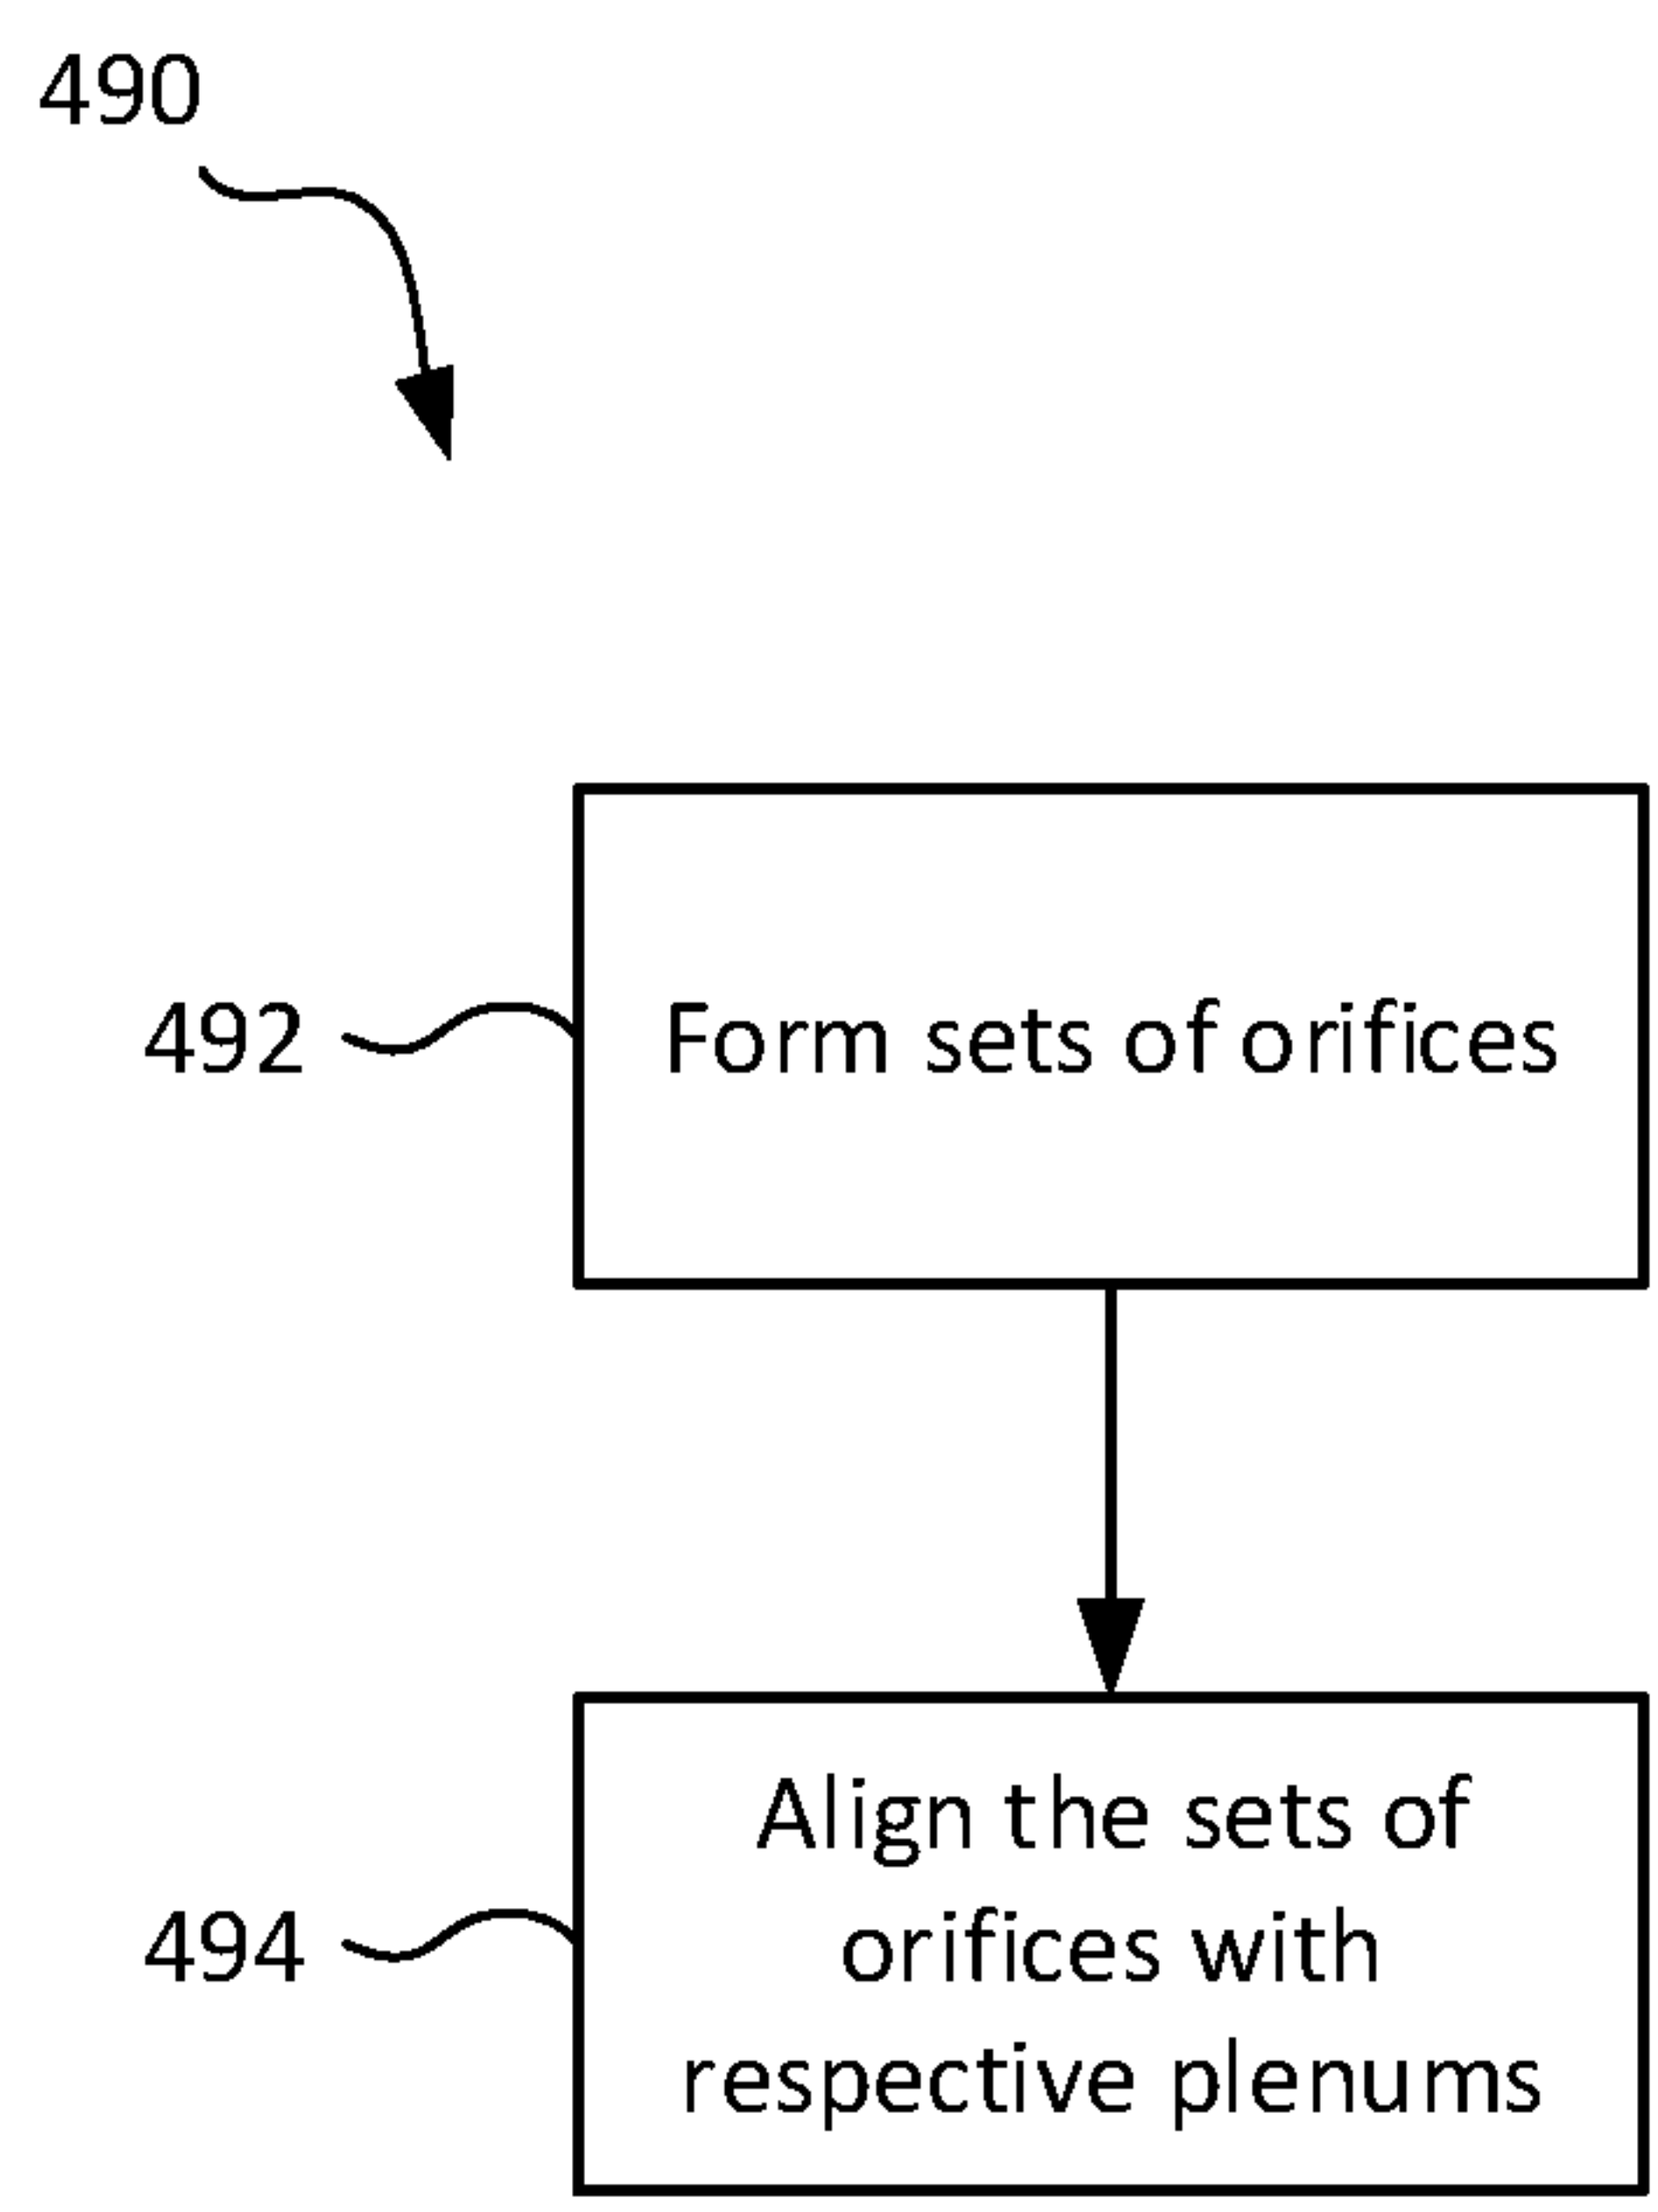 490
492
Form sets of orifices
494
Align the sets of
orifices with
respective plenums